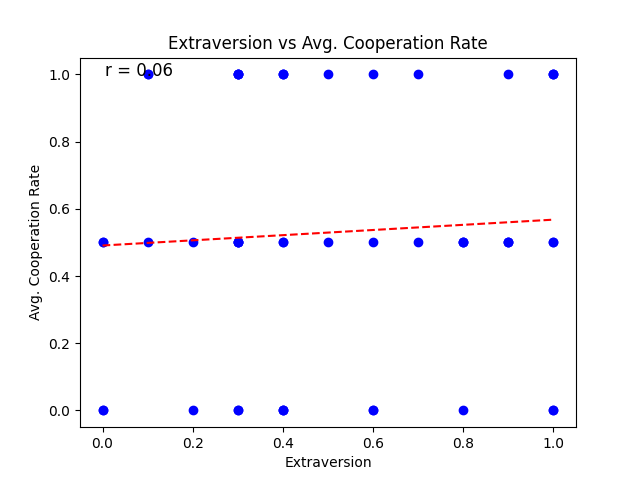 Extraversion vs Avg. Cooperation Rate
r = 0.06
1.0
0.8
0.6
0.4
0.2
0.0
Avg. Cooperation Rate
0.0 0.2 0.4 0.6 0.8 1.0
Extraversion